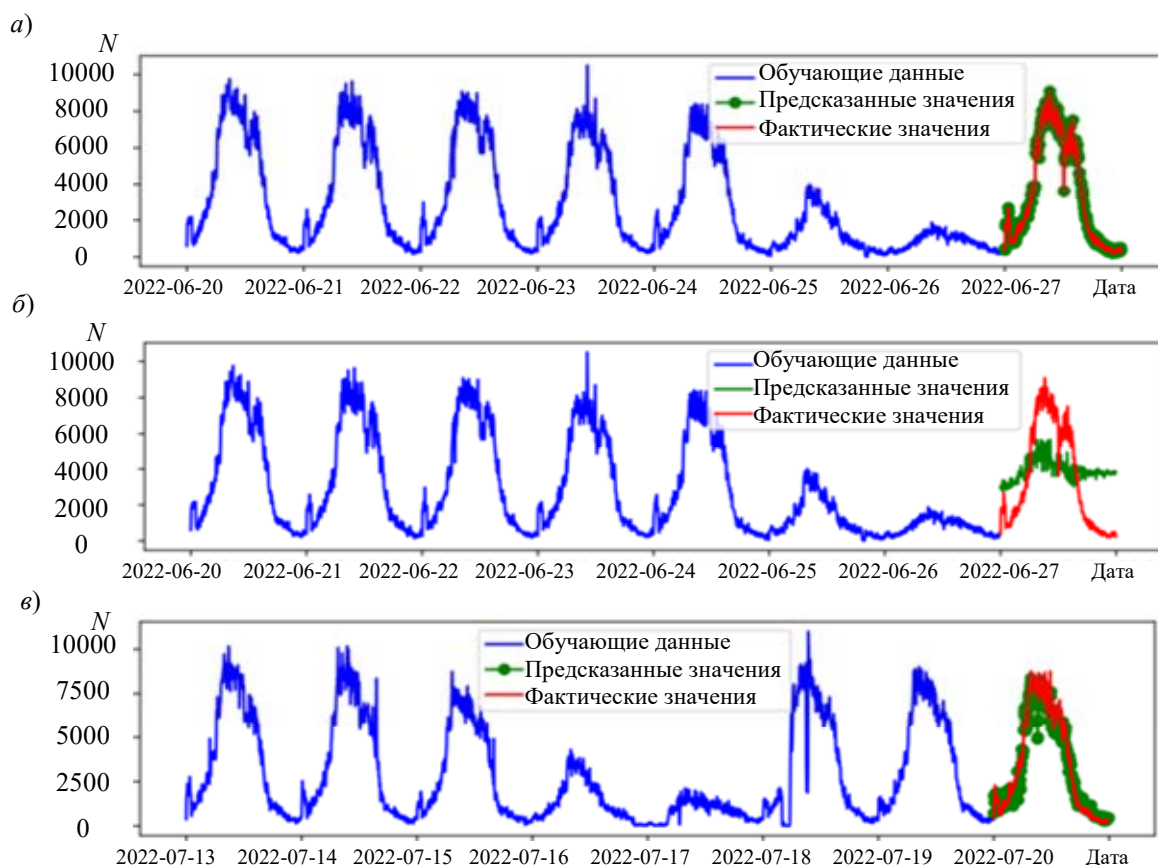 а)
N
10000
8000
6000
4000
2000
0
Обучающие данные
Предсказанные значения
Фактические значения
2022-06-20 2022-06-21 2022-06-22 2022-06-23 2022-06-24 2022-06-25 2022-06-26 2022-06-27 Дата
б)
N
10000
8000
6000
4000
2000
0
Обучающие данные
Предсказанные значения
Фактические значения
2022-06-20 2022-06-21 2022-06-22 2022-06-23 2022-06-24 2022-06-25 2022-06-26 2022-06-27 Дата
в)
N
10000
7500
5000
2500
0
Обучающие данные
Предсказанные значения
Фактические значения
2022-07-13 2022-07-14 2022-07-15 2022-07-16 2022-07-17 2022-07-18 2022-07-19 2022-07-20 Дата